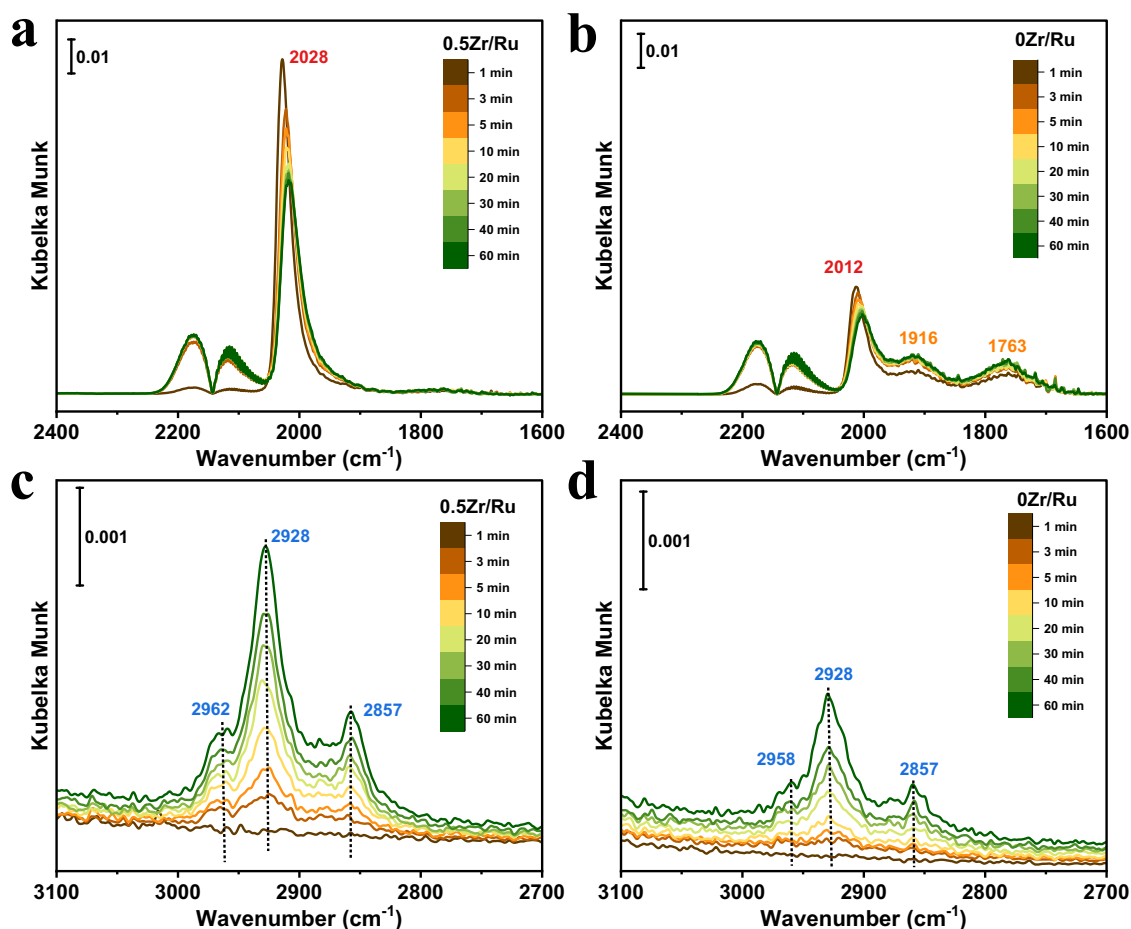 a
0.01
2028
0.5Zr/Ru
1 min
3 min
5 min
10 min
20 min
30 min
40 min
60 min
Kubelka Munk
2400
2200
2000
1800
1600
Wavenumber (cm⁻¹)
b
0.01
2012
1916
1763
0Zr/Ru
1 min
3 min
5 min
10 min
20 min
30 min
40 min
60 min
Kubelka Munk
2400
2200
2000
1800
1600
Wavenumber (cm⁻¹)
c
0.001
2962
2928
2857
0.5Zr/Ru
1 min
3 min
5 min
10 min
20 min
30 min
40 min
60 min
Kubelka Munk
3100
3000
2900
2800
2700
Wavenumber (cm⁻¹)
d
0.001
2958
2928
2857
0Zr/Ru
1 min
3 min
5 min
10 min
20 min
30 min
40 min
60 min
Kubelka Munk
3100
3000
2900
2800
2700
Wavenumber (cm⁻¹)